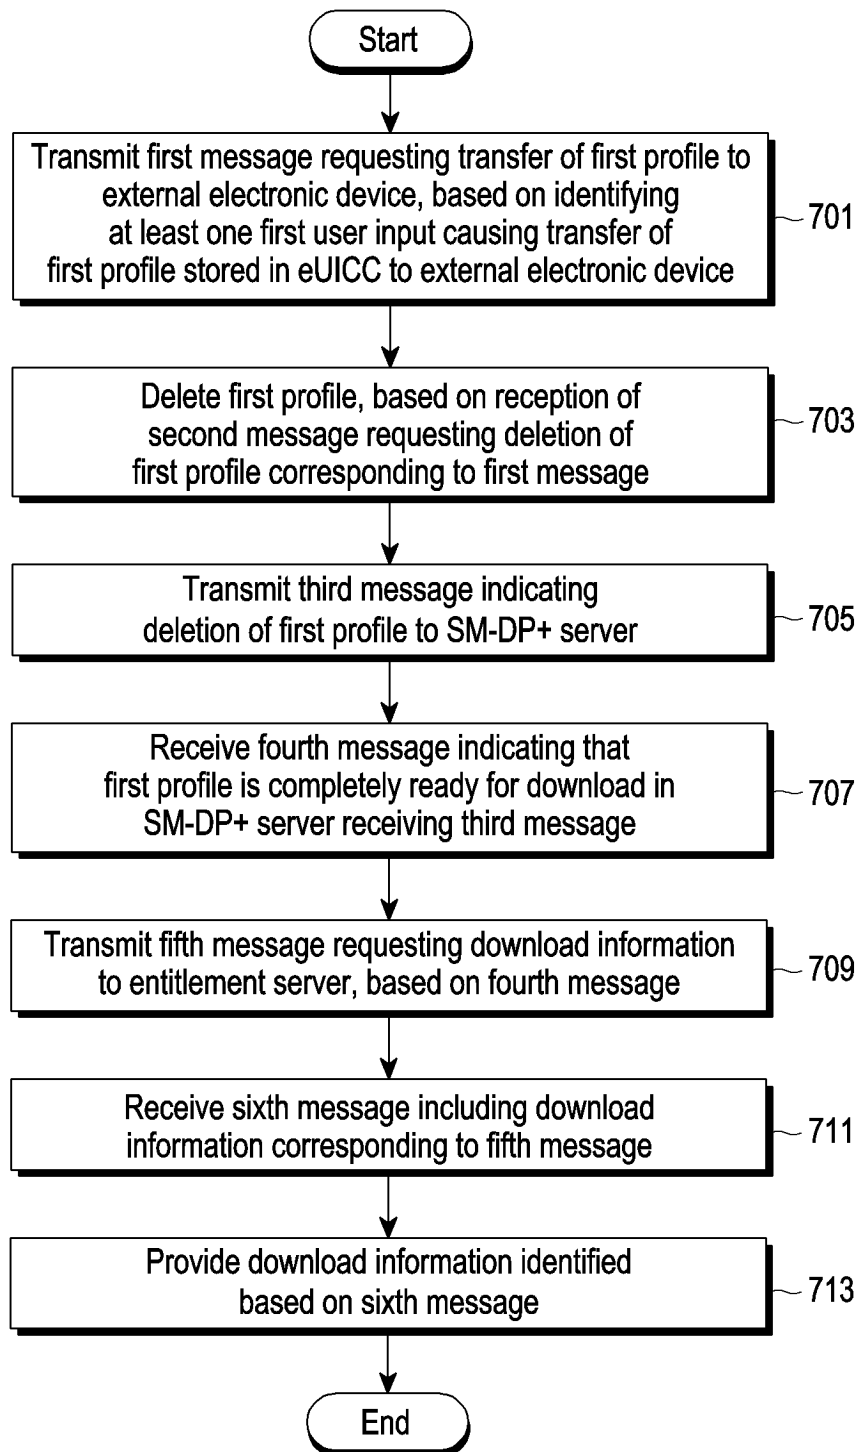 Start
Transmit first message requesting transfer of first profile to
external electronic device, based on identifying
at least one first user input causing transfer of
first profile stored in eUICC to external electronic device
701
Delete first profile, based on reception of
second message requesting deletion of
first profile corresponding to first message
703
Transmit third message indicating
deletion of first profile to SM-DP+ server
705
Receive fourth message indicating that
first profile is completely ready for download in
SM-DP+ server receiving third message
707
Transmit fifth message requesting download information
to entitlement server, based on fourth message
709
Receive sixth message including download
information corresponding to fifth message
711
Provide download information identified
based on sixth message
713
End